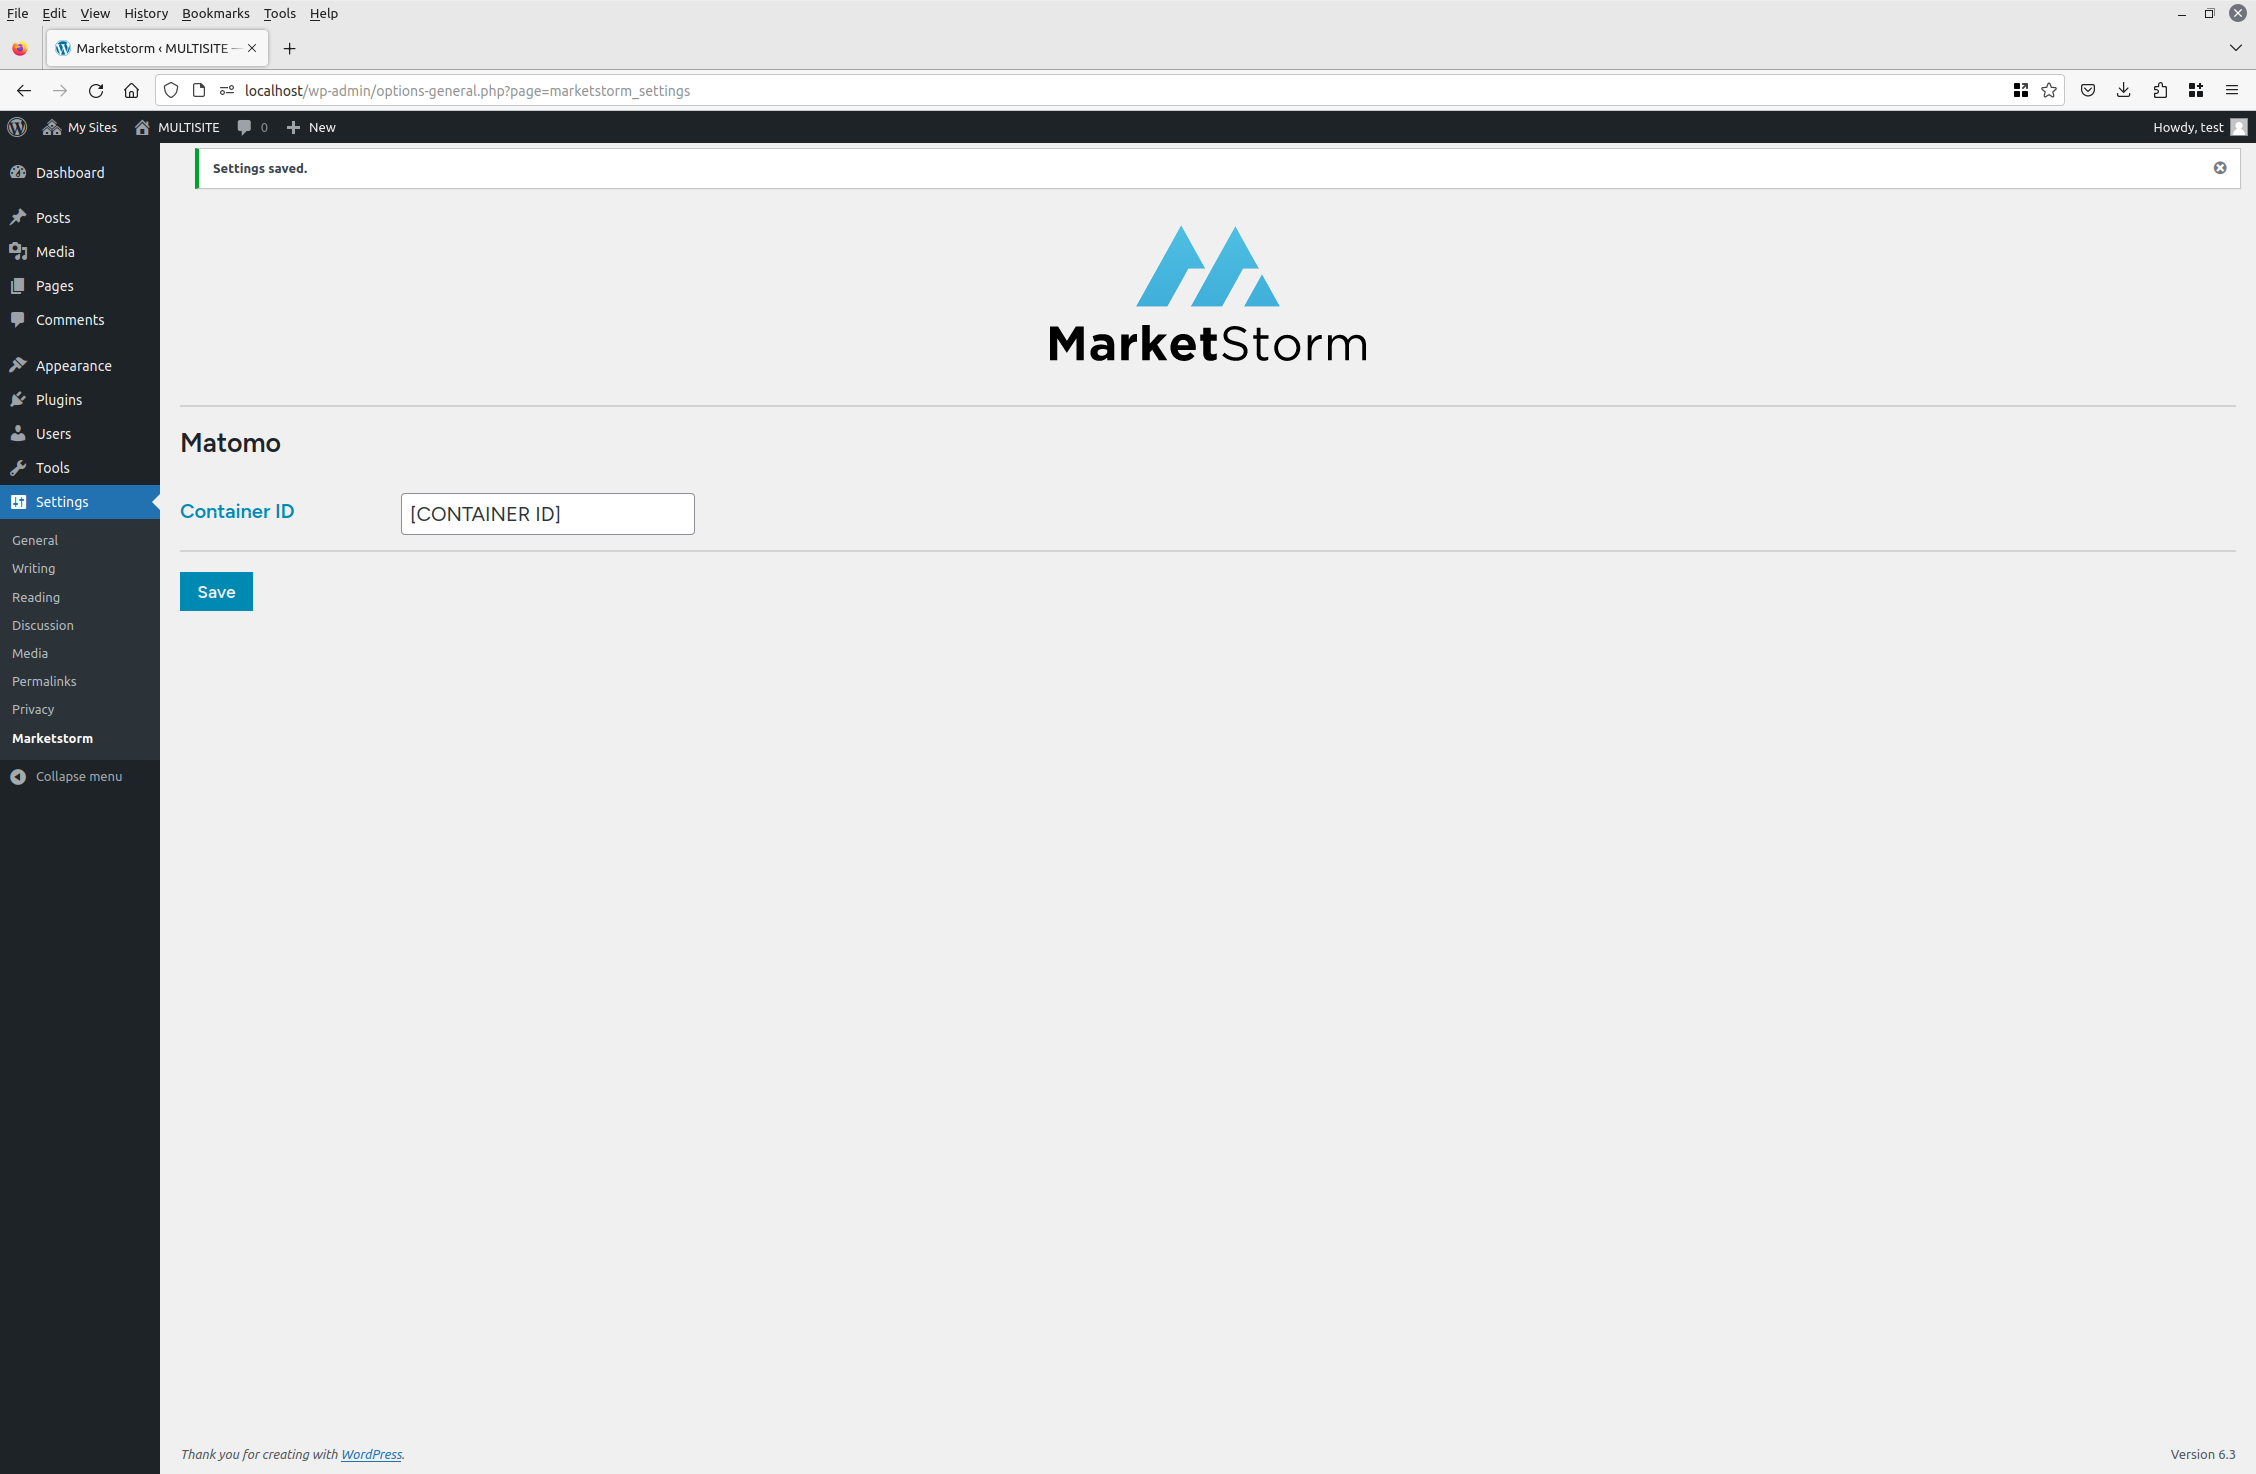 File Edit View History Bookmarks Tools Help
Marketstorm ‹ MULTISITE —
localhost/wp-admin/options-general.php?page=marketstorm_settings
My Sites MULTISITE 0 New Howdy, test
Settings saved.
Dashboard
Posts
Media
Pages
Comments
Appearance
Plugins
Users
Tools
Settings
General
Writing
Reading
Discussion
Media
Permalinks
Privacy
Marketstorm
Collapse menu
MarketStorm
Matomo
Container ID [CONTAINER ID]
Save
Thank you for creating with WordPress. Version 6.3